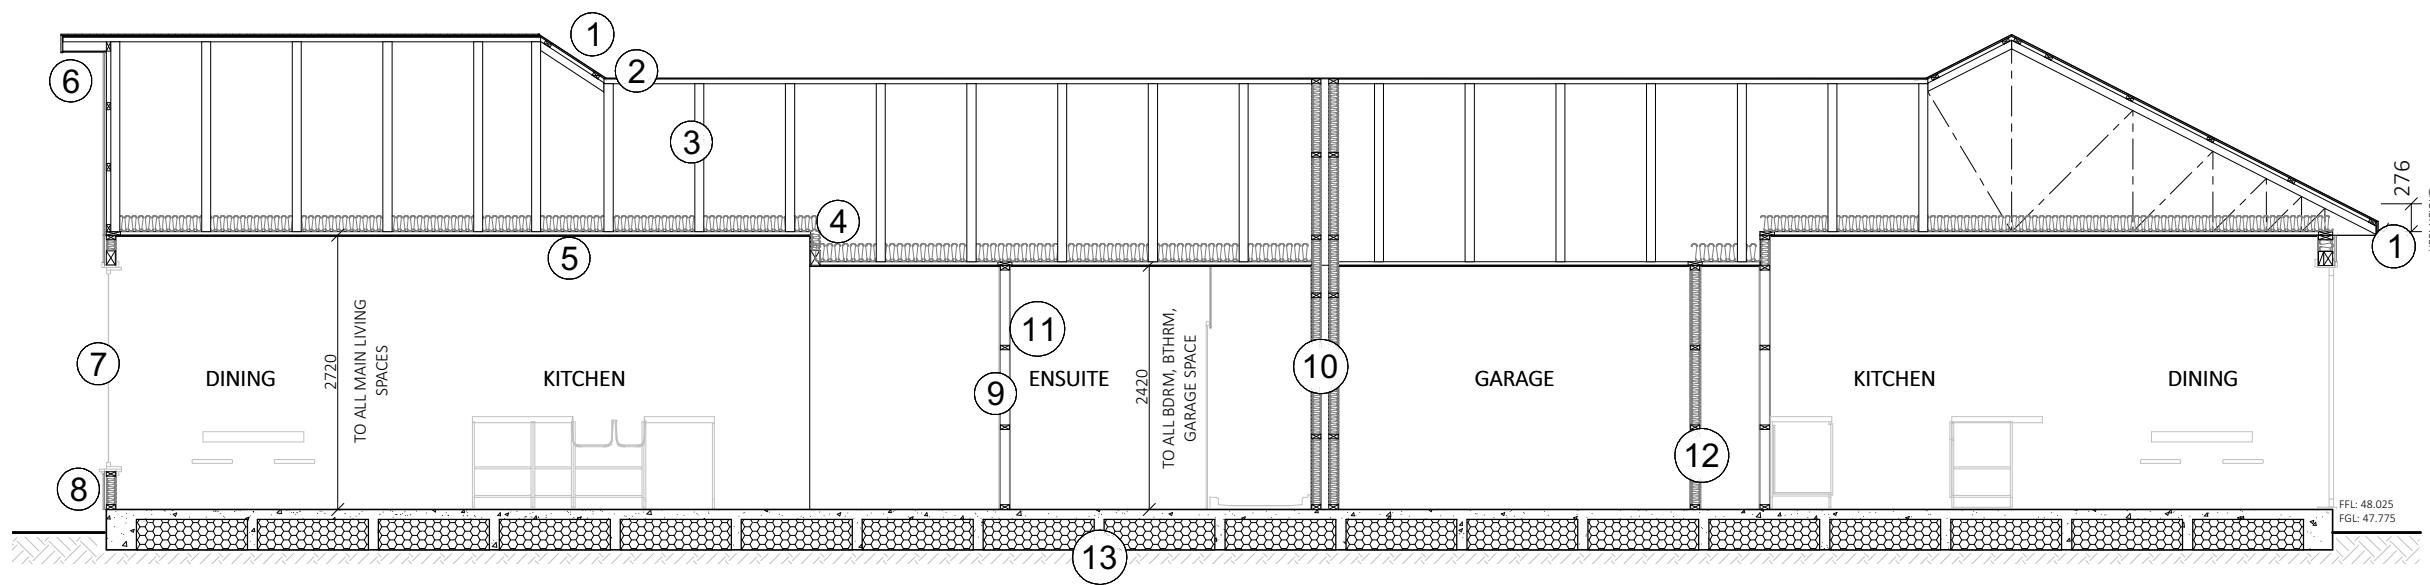 1
2
6
3
276
4
5
1
TO ALL MAIN LIVING
SPACES
2720
11
2420
TO ALL BDRM, BTHRM,
GARAGE SPACE
7
10
DINING
KITCHEN
9
ENSUITE
GARAGE
KITCHEN
DINING
12
8
FFL: 48.025
FGL: 47.775
13